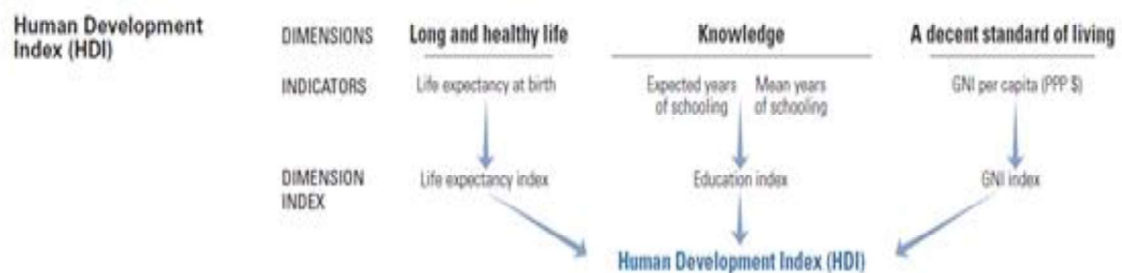 Human Development
Index (HDI)
DIMENSIONS Long and healthy life Knowledge A decent standard of living
INDICATORS Life expectancy at birth Expected years of schooling Mean years of schooling GNI per capita (PPP $)
DIMENSION
INDEX
Life expectancy index Education index GNI index
Human Development Index (HDI)